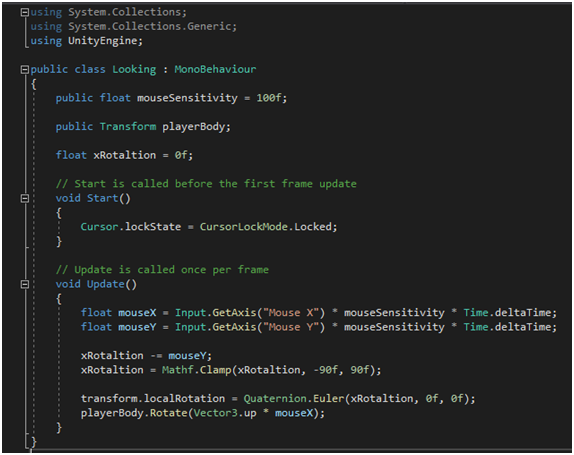 using System.Collections;
using System.Collections.Generic;
using UnityEngine;
public class Looking : MonoBehaviour
{
public float mouseSensitivity = 100f;
public Transform playerBody;
float xRotaltion = 0f;
// Start is called before the first frame update
void Start()
{
Cursor.lockState = CursorLockMode.Locked;
}
// Update is called once per frame
void Update()
{
float mouseX = Input.GetAxis("Mouse X") * mouseSensitivity * Time.deltaTime;
float mouseY = Input.GetAxis("Mouse Y") * mouseSensitivity * Time.deltaTime;
xRotaltion -= mouseY;
xRotaltion = Mathf.Clamp(xRotaltion, -90f, 90f);
transform.localRotation = Quaternion.Euler(xRotaltion, 0f, 0f);
playerBody.Rotate(Vector3.up * mouseX);
}
}